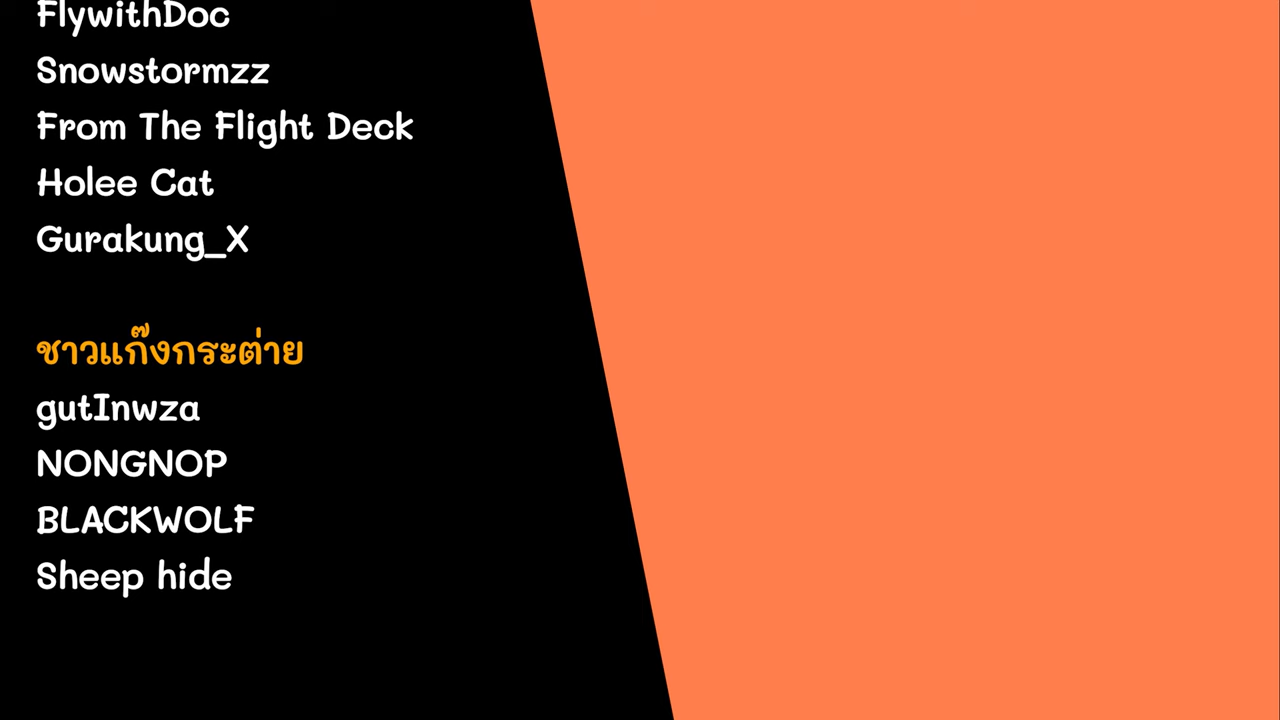 FlywithDoc
Snowstormzz
From The Flight Deck
Holee Cat
Gurakung_X
ชาวแก๊งกระต่าย
gutInwza
NONGNOP
BLACKWOLF
Sheep hide